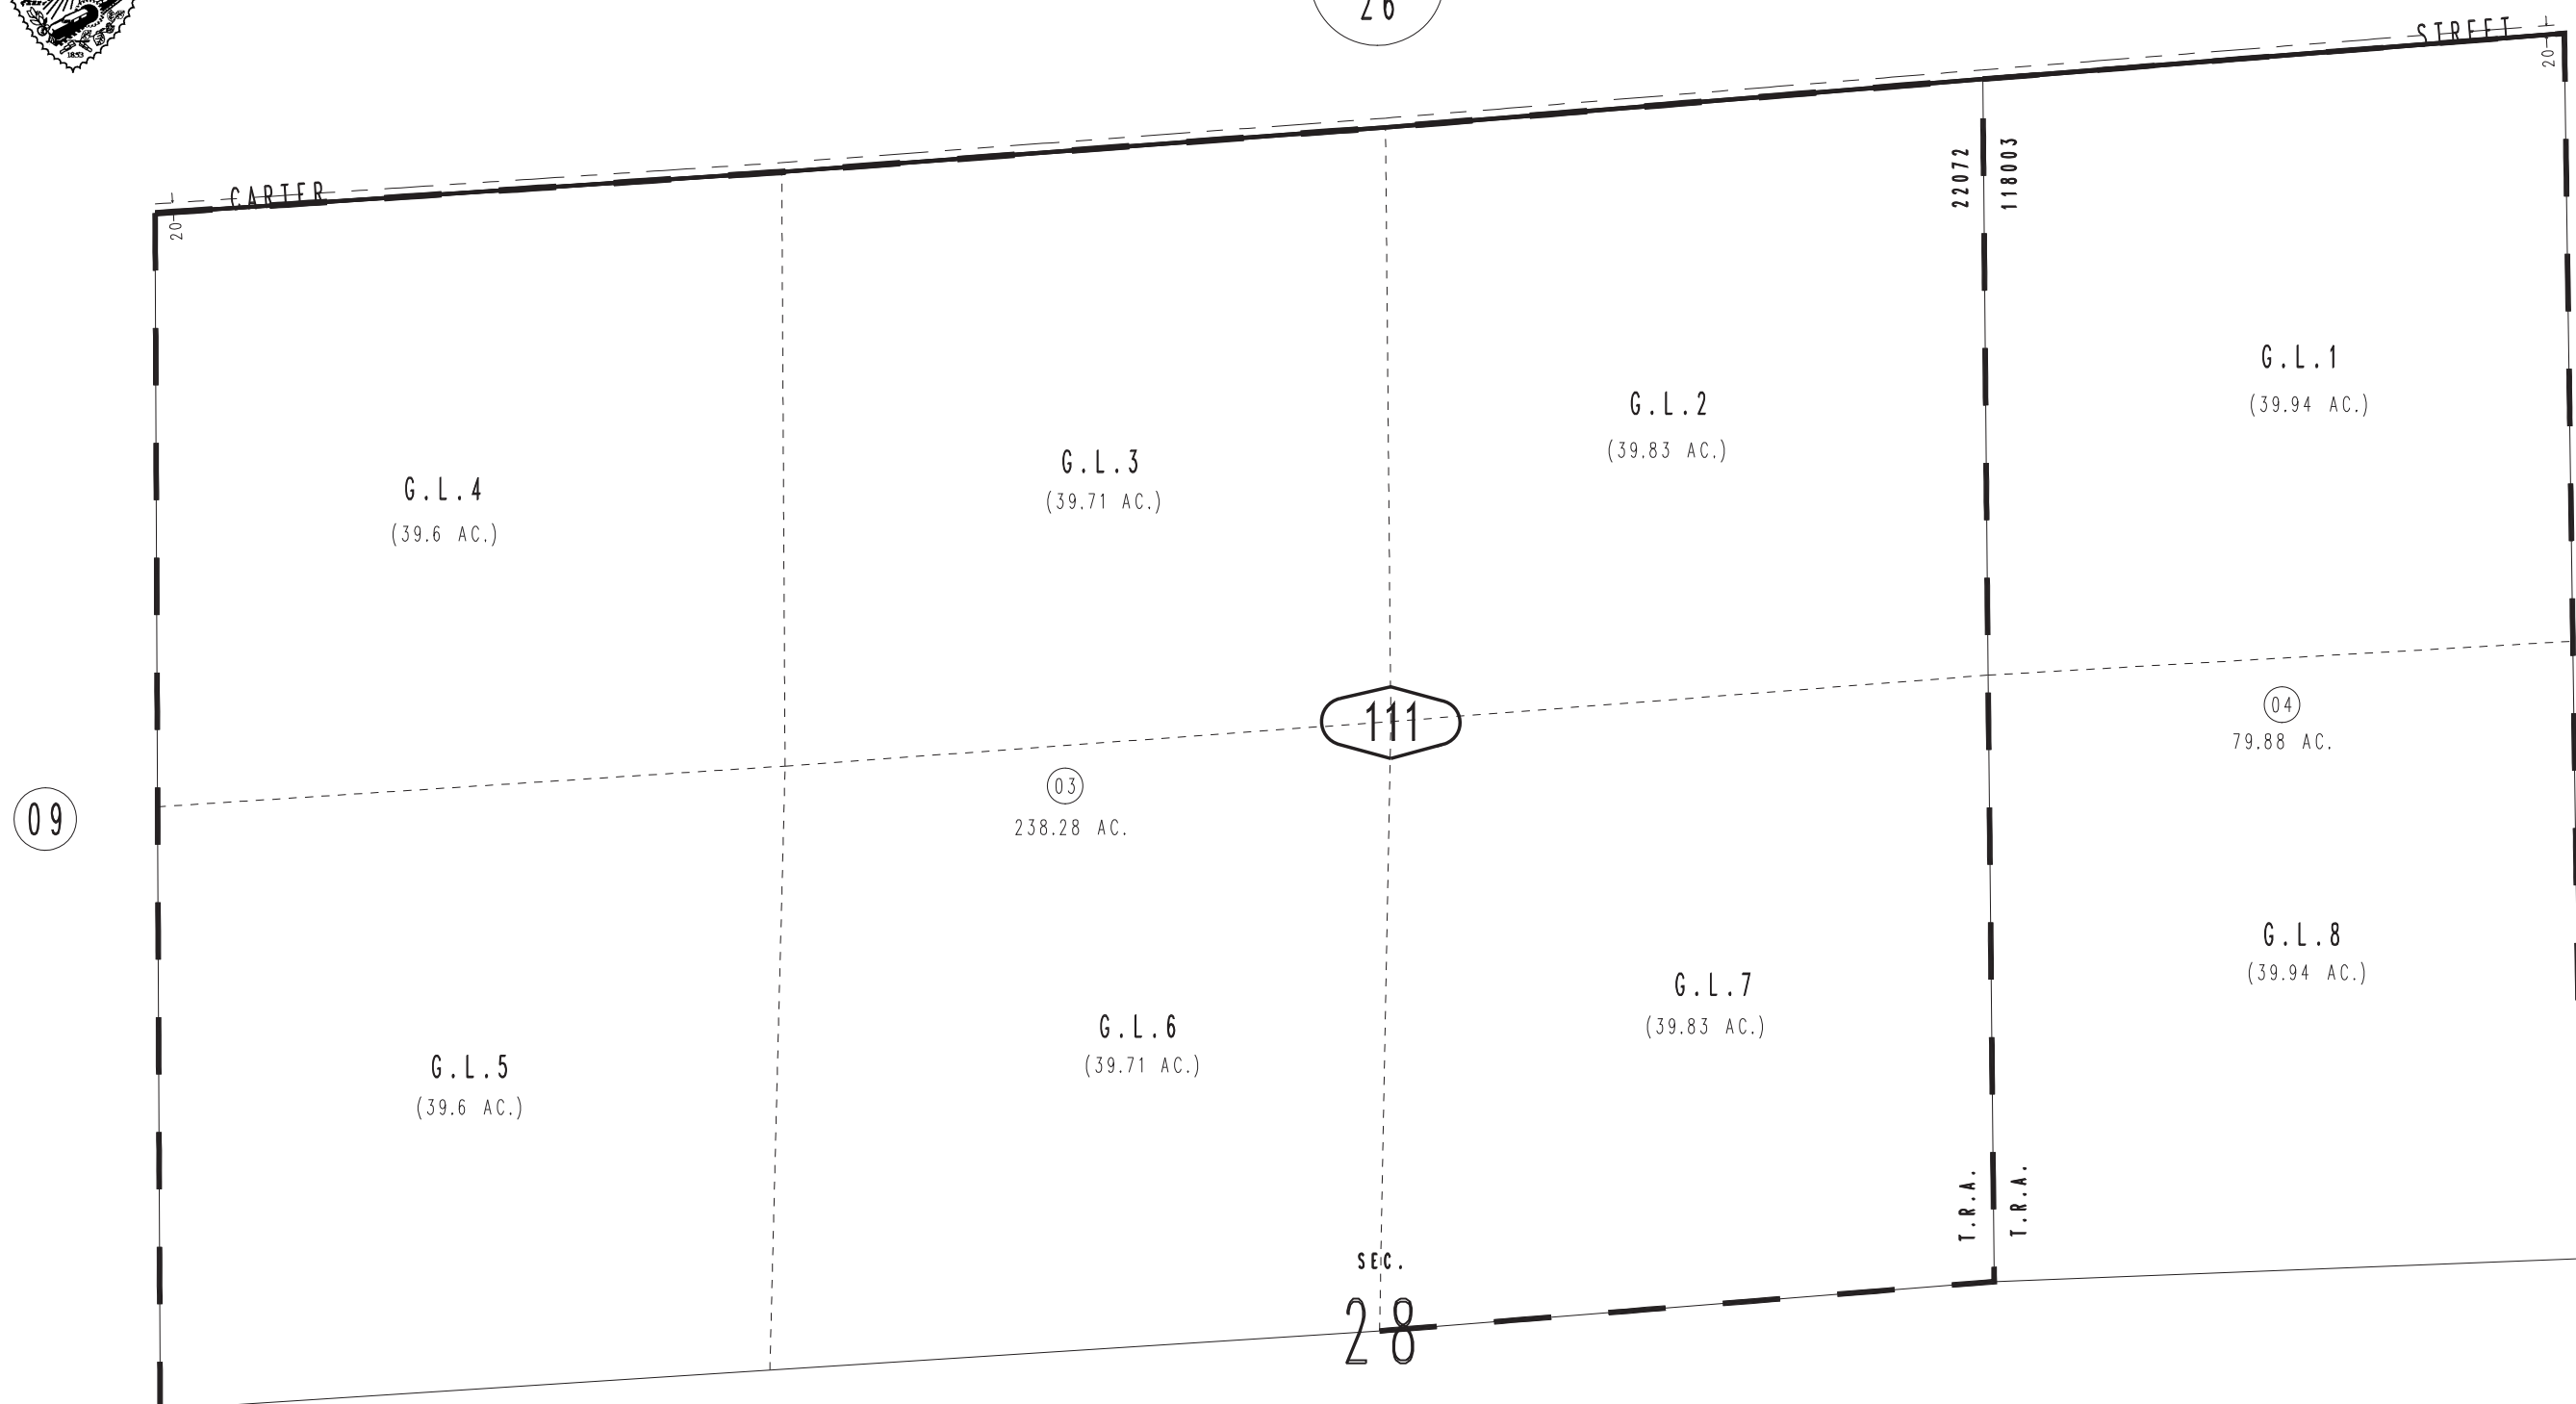 1853
26
STREET
20
CARTER
20
22072
118003
G.L.1
(39.94 AC.)
G.L.2
(39.83 AC.)
G.L.3
(39.71 AC.)
G.L.4
(39.6 AC.)
111
04
79.88 AC.
03
238.28 AC.
09
G.L.8
(39.94 AC.)
G.L.7
(39.83 AC.)
G.L.6
(39.71 AC.)
G.L.5
(39.6 AC.)
T.R.A.
T.R.A.
SEC.
28